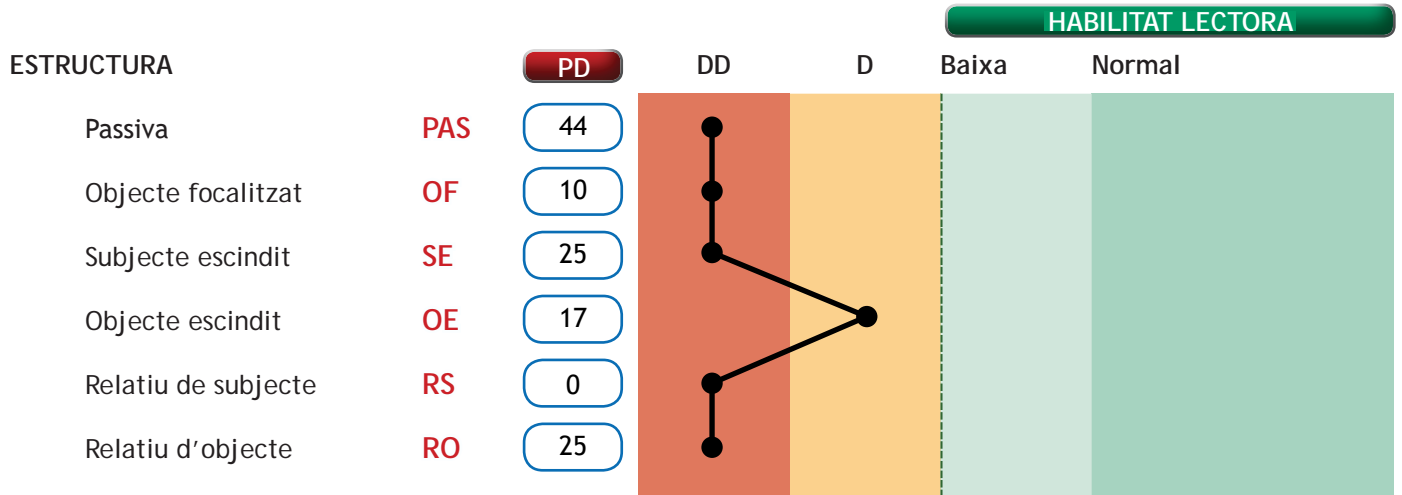 HABILITAT LECTORA
ESTRUCTURA PD DD D Baixa Normal
Passiva PAS 44
Objecte focalitzat OF 10
Subjecte escindit SE 25
Objecte escindit OE 17
Relatiu de subjecte RS 0
Relatiu d’objecte RO 25